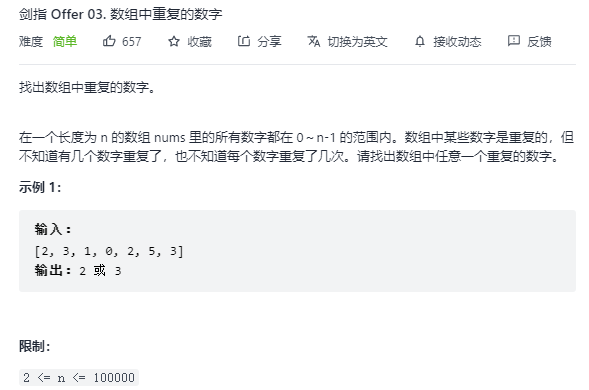 剑指 Offer 03. 数组中重复的数字
难度 简单 657 收藏 分享 切换为英文 接收动态 反馈
找出数组中重复的数字。
在一个长度为 n 的数组 nums 里的所有数字都在 0～n-1 的范围内。数组中某些数字是重复的，但
不知道有几个数字重复了，也不知道每个数字重复了几次。请找出数组中任意一个重复的数字。
示例 1：
输入：
[2, 3, 1, 0, 2, 5, 3]
输出：2 或 3
限制：
2 <= n <= 100000